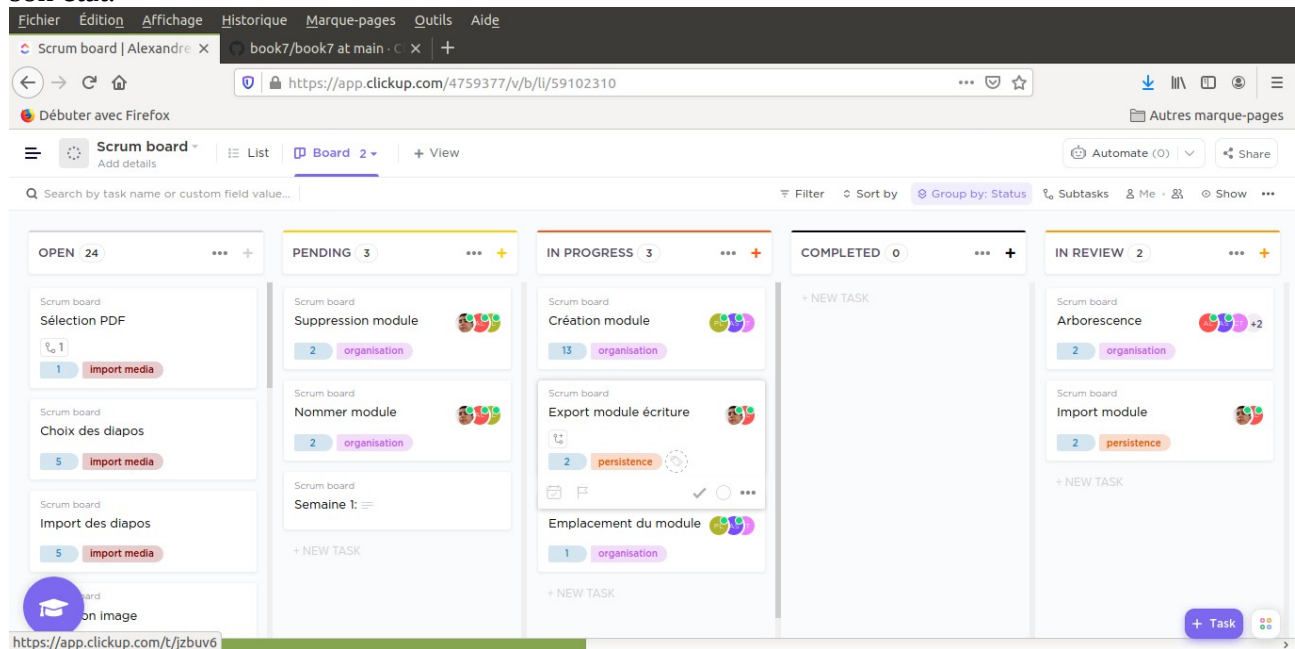 Fichier Édition Affichage Historique Marque-pages Outils Aide
Scrum board | Alexandre
book7/book7 at main · C
https://app.clickup.com/4759377/v/b/li/59102310
Débuter avec Firefox
Autres marque-pages
Scrum board
Add details
List
Board 2
+ View
Automate (0)
Share
Search by task name or custom field value...
Filter
Sort by
Group by: Status
Subtasks
Me
Show
OPEN 24
Scrum board
Sélection PDF
1
1 import media
Scrum board
Choix des diapos
5 import media
Scrum board
Import des diapos
5 import media
ard
on image
PENDING 3
Scrum board
Suppression module
2 organisation
Scrum board
Nommer module
2 organisation
Scrum board
Semaine 1:
+ NEW TASK
IN PROGRESS 3
Scrum board
Création module
13 organisation
Scrum board
Export module écriture
2 persistence
Emplacement du module
1 organisation
+ NEW TASK
COMPLETED 0
+ NEW TASK
IN REVIEW 2
Scrum board
Arborescence
+2
2 organisation
Scrum board
Import module
2 persistence
+ NEW TASK
+ Task
https://app.clickup.com/t/jzbuv6